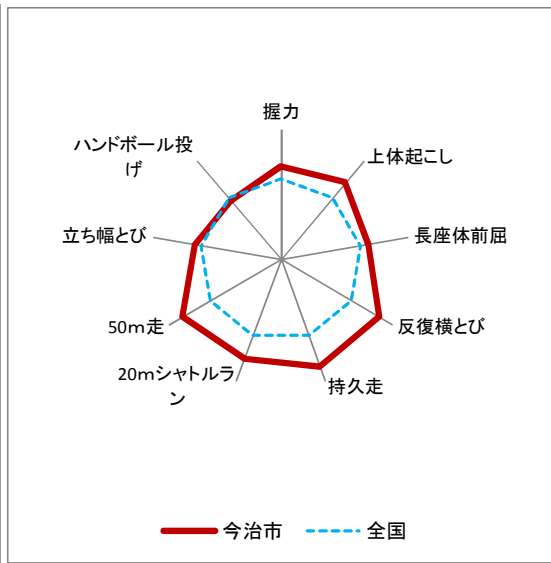 握力
上体起こし
長座体前屈
反復横とび
持久走
20mシャトルラ
ン
50m走
立ち幅とび
ハンドボール投
げ
今治市
全国